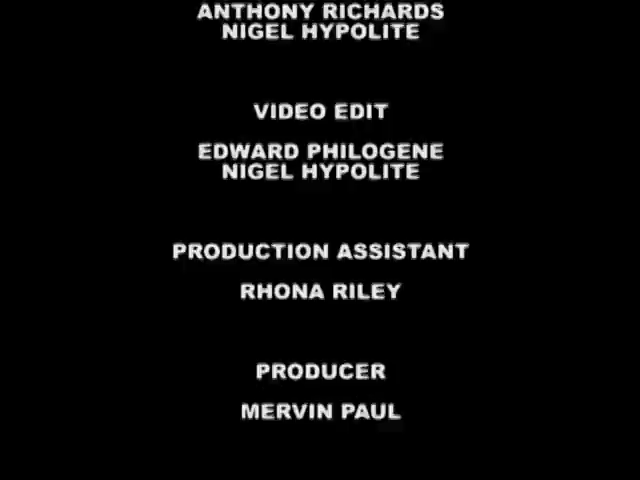 ANTHONY RICHARDS
NIGEL HYPOLITE
VIDEO EDIT
EDWARD PHILOGENE
NIGEL HYPOLITE
PRODUCTION ASSISTANT
RHONA RILEY
PRODUCER
MERVIN PAUL